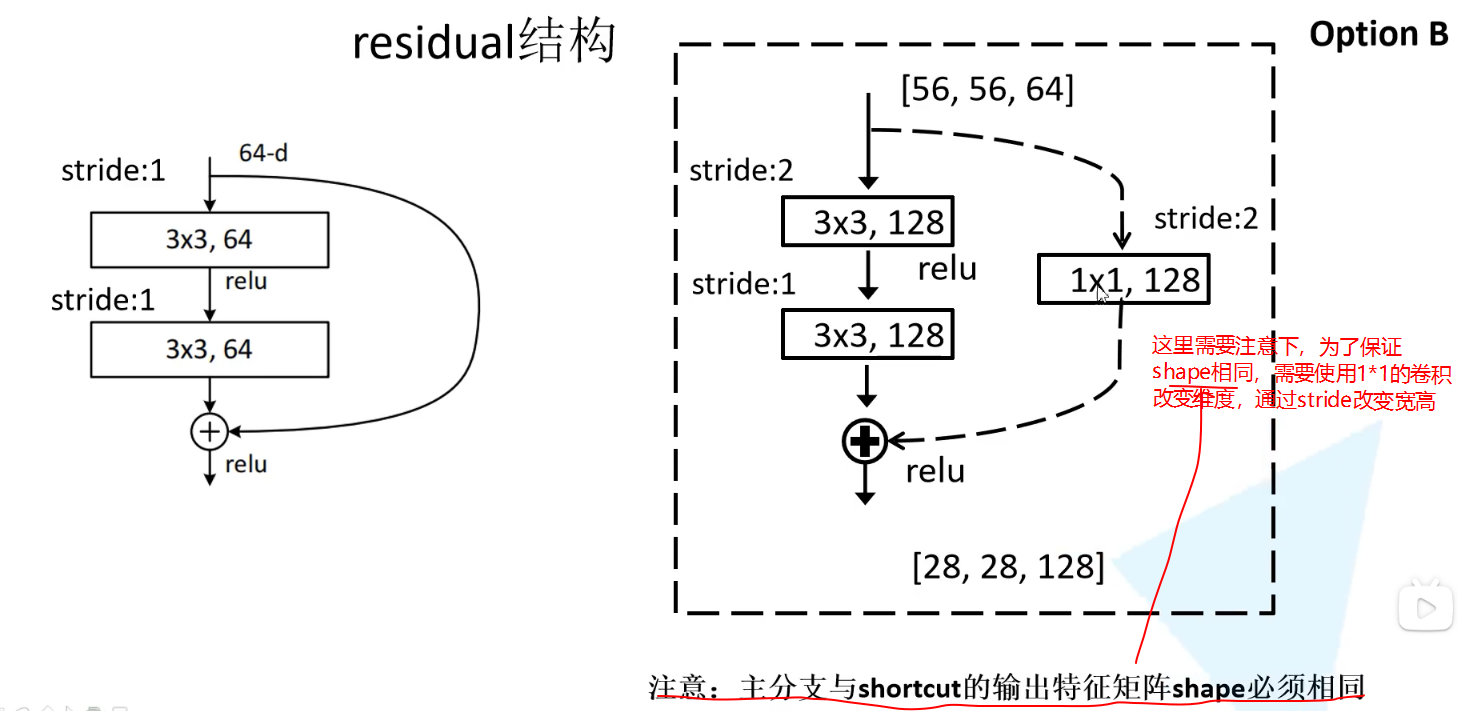 residual结构
Option B
64-d
stride:1
3x3, 64
relu
stride:1
3x3, 64
relu
[56, 56, 64]
stride:2
3x3, 128
relu
stride:1
3x3, 128
stride:2
1x1, 128
relu
[28, 28, 128]
这里需要注意下，为了保证
shape相同，需要使用1*1的卷积
改变维度，通过stride改变宽高
注意：主分支与shortcut的输出特征矩阵shape必须相同